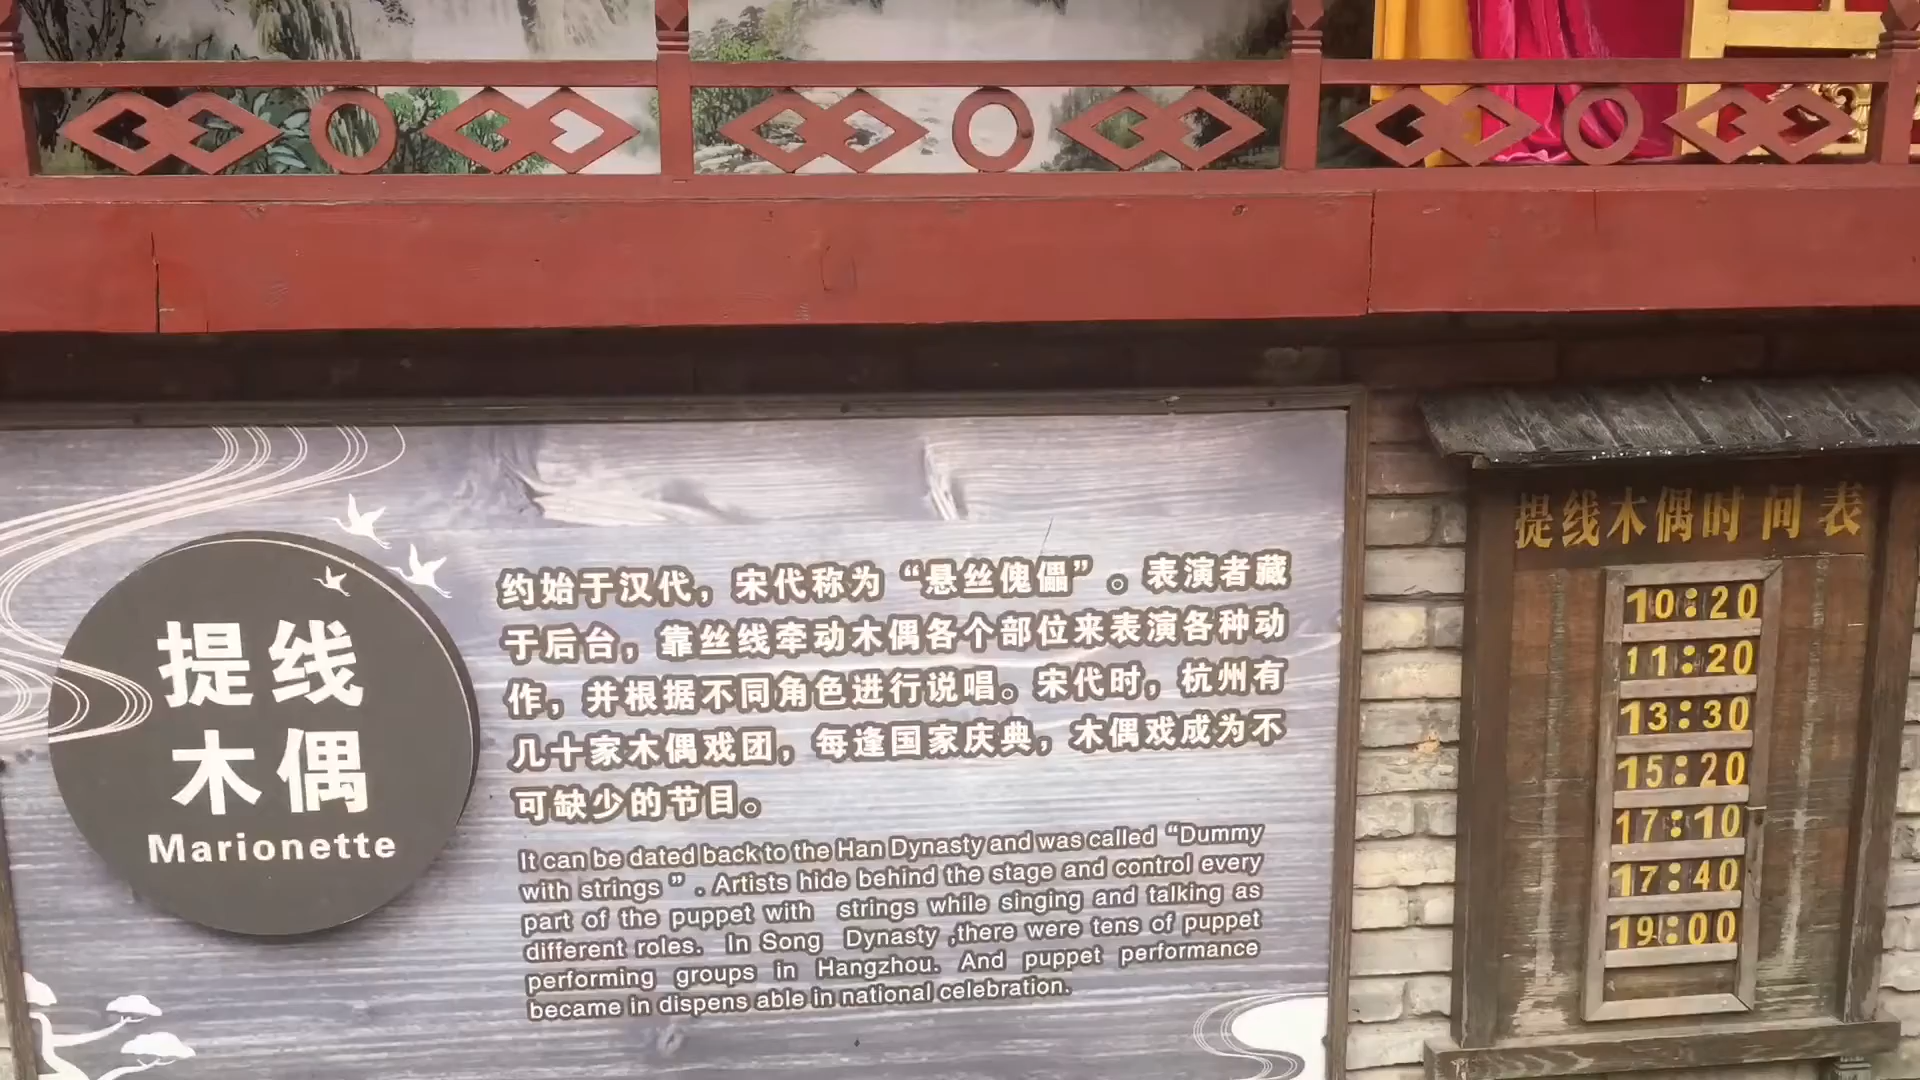 提线
木偶
Marionette
约始于汉代，宋代称为“悬丝傀儡”。表演者藏
于后台，靠丝线牵动木偶各个部位来表演各种动
作，并根据不同角色进行说唱。宋代时，杭州有
几十家木偶戏团，每逢国家庆典，木偶戏成为不
可缺少的节目。
It can be dated back to the Han Dynasty and was called “Dummy
with strings ” . Artists hide behind the stage and control every
part of the puppet with strings while singing and talking as
different roles. In Song Dynasty ,there were tens of puppet
performing groups in Hangzhou. And puppet performance
became in dispens able in national celebration.
提线木偶时间表
10:20
11:20
13:30
15:20
17:10
17:40
19:00